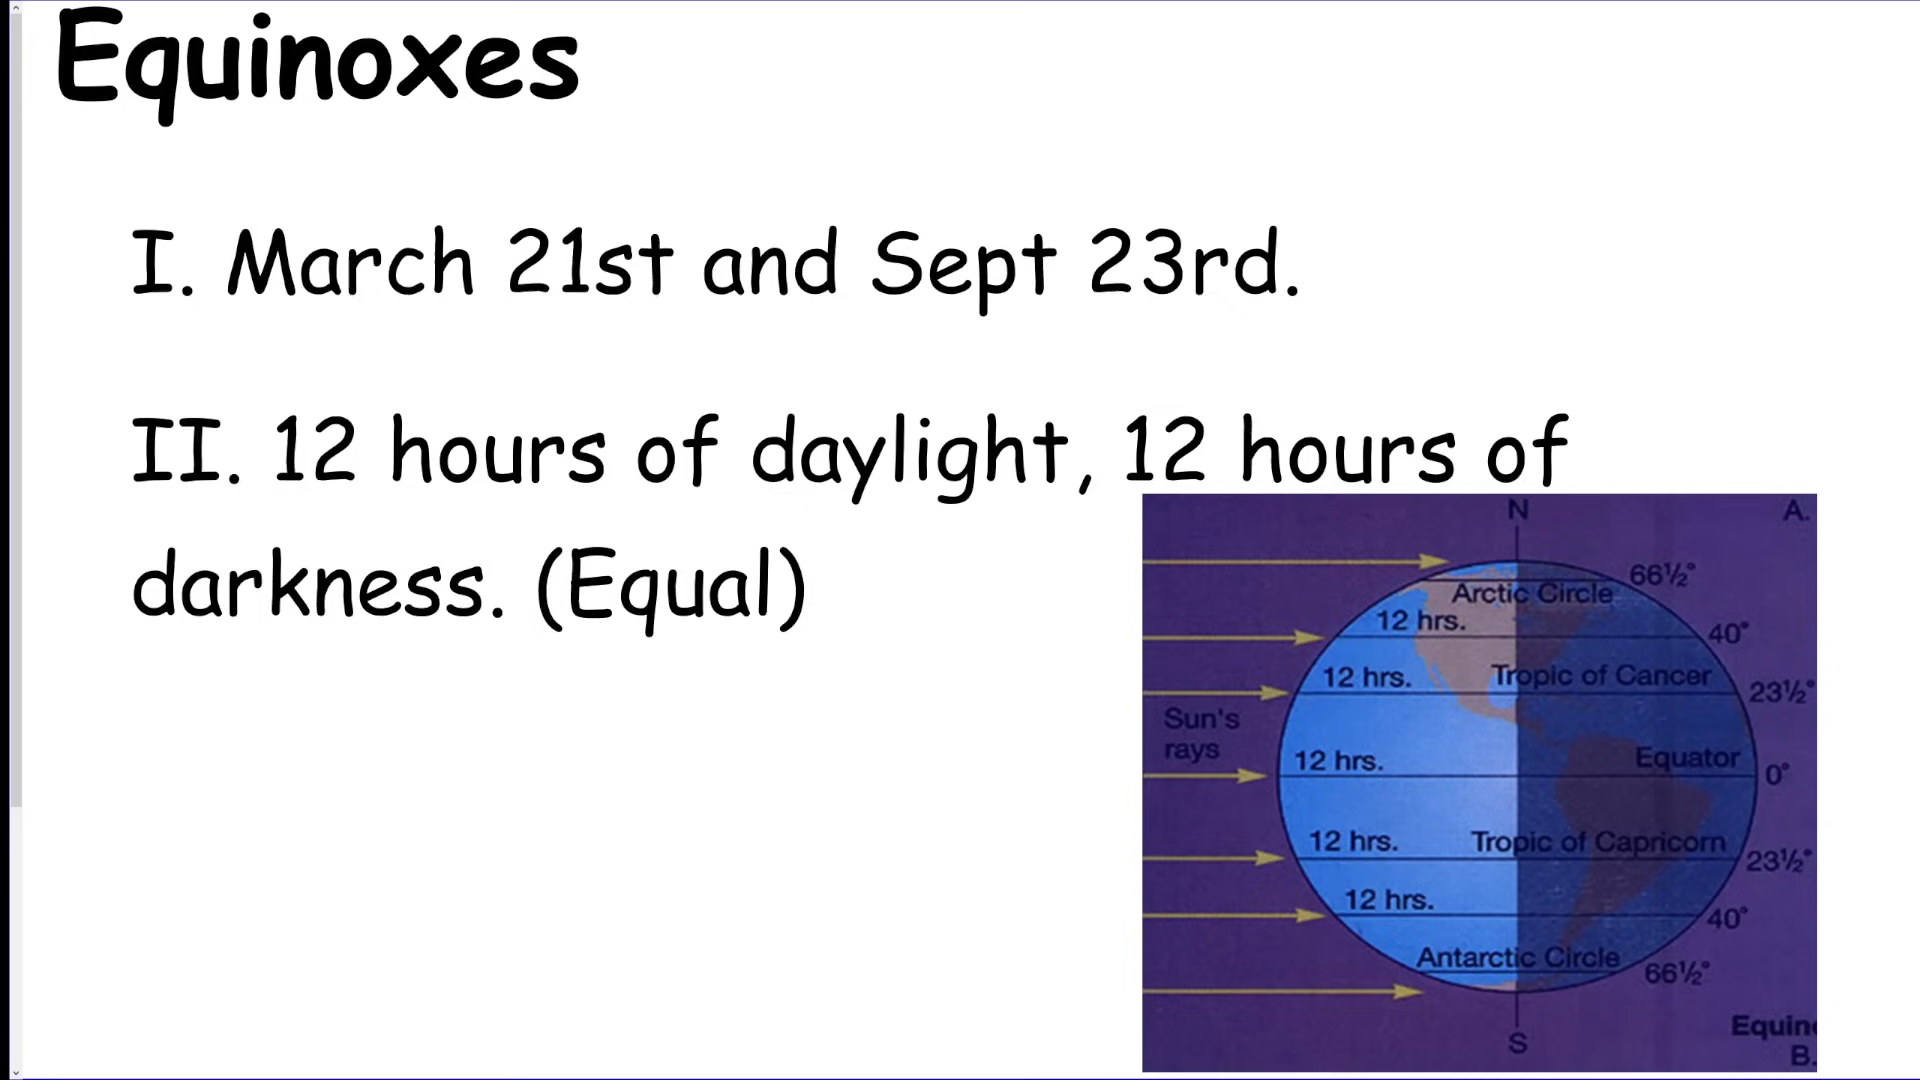 Equinoxes
I. March 21st and Sept 23rd.
II. 12 hours of daylight, 12 hours of
darkness. (Equal)
N
A.
66½°
Arctic Circle
12 hrs.
40°
12 hrs.
Tropic of Cancer
23½°
Sun's
rays
12 hrs.
Equator
0°
12 hrs.
Tropic of Capricorn
23½°
12 hrs.
40°
Antarctic Circle
66½°
Equin
S
B.